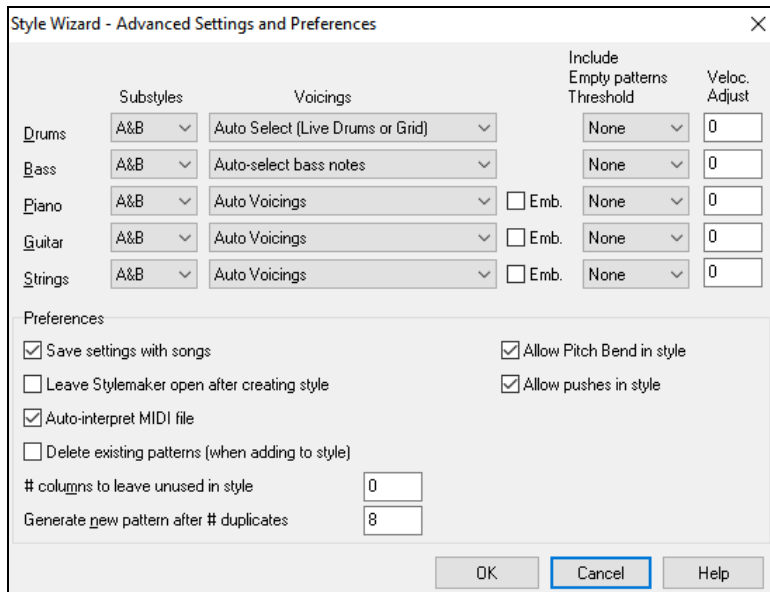 Style Wizard - Advanced Settings and Preferences
Include
Empty patterns
Threshold
Veloc.
Adjust
Substyles Voicings
Drums A&B Auto Select (Live Drums or Grid) None 0
Bass A&B Auto-select bass notes None 0
Piano A&B Auto Voicings Emb. None 0
Guitar A&B Auto Voicings Emb. None 0
Strings A&B Auto Voicings Emb. None 0
Preferences
Save settings with songs Allow Pitch Bend in style
Leave Stylemaker open after creating style Allow pushes in style
Auto-interpret MIDI file
Delete existing patterns (when adding to style)
# columns to leave unused in style 0
Generate new pattern after # duplicates 8
OK Cancel Help